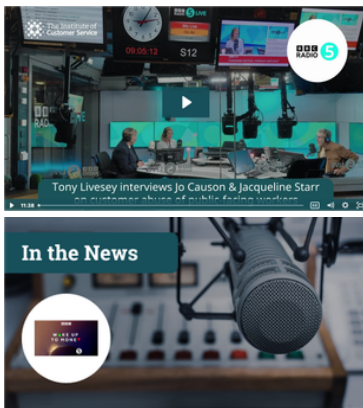 The Institute of
Customer Service
5 LIVE
09:05:12
S12
BBC
RADIO 5
Tony Livesey interviews Jo Causon & Jacqueline Starr
on customer abuse of public facing workers
11:38
CC
In the News
BBC
WAKE UP
TO MONEY
5